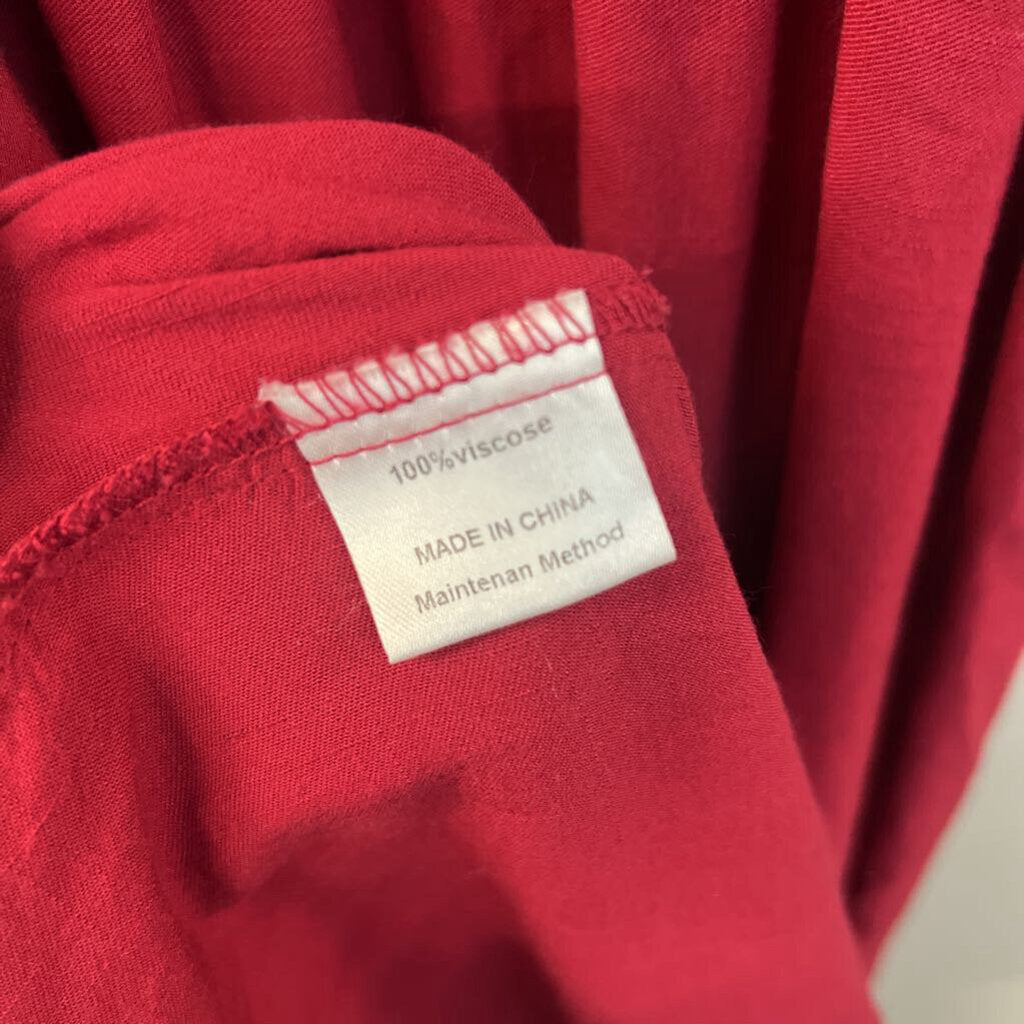 100%viscose
MADE IN CHINA
Maintenan Method